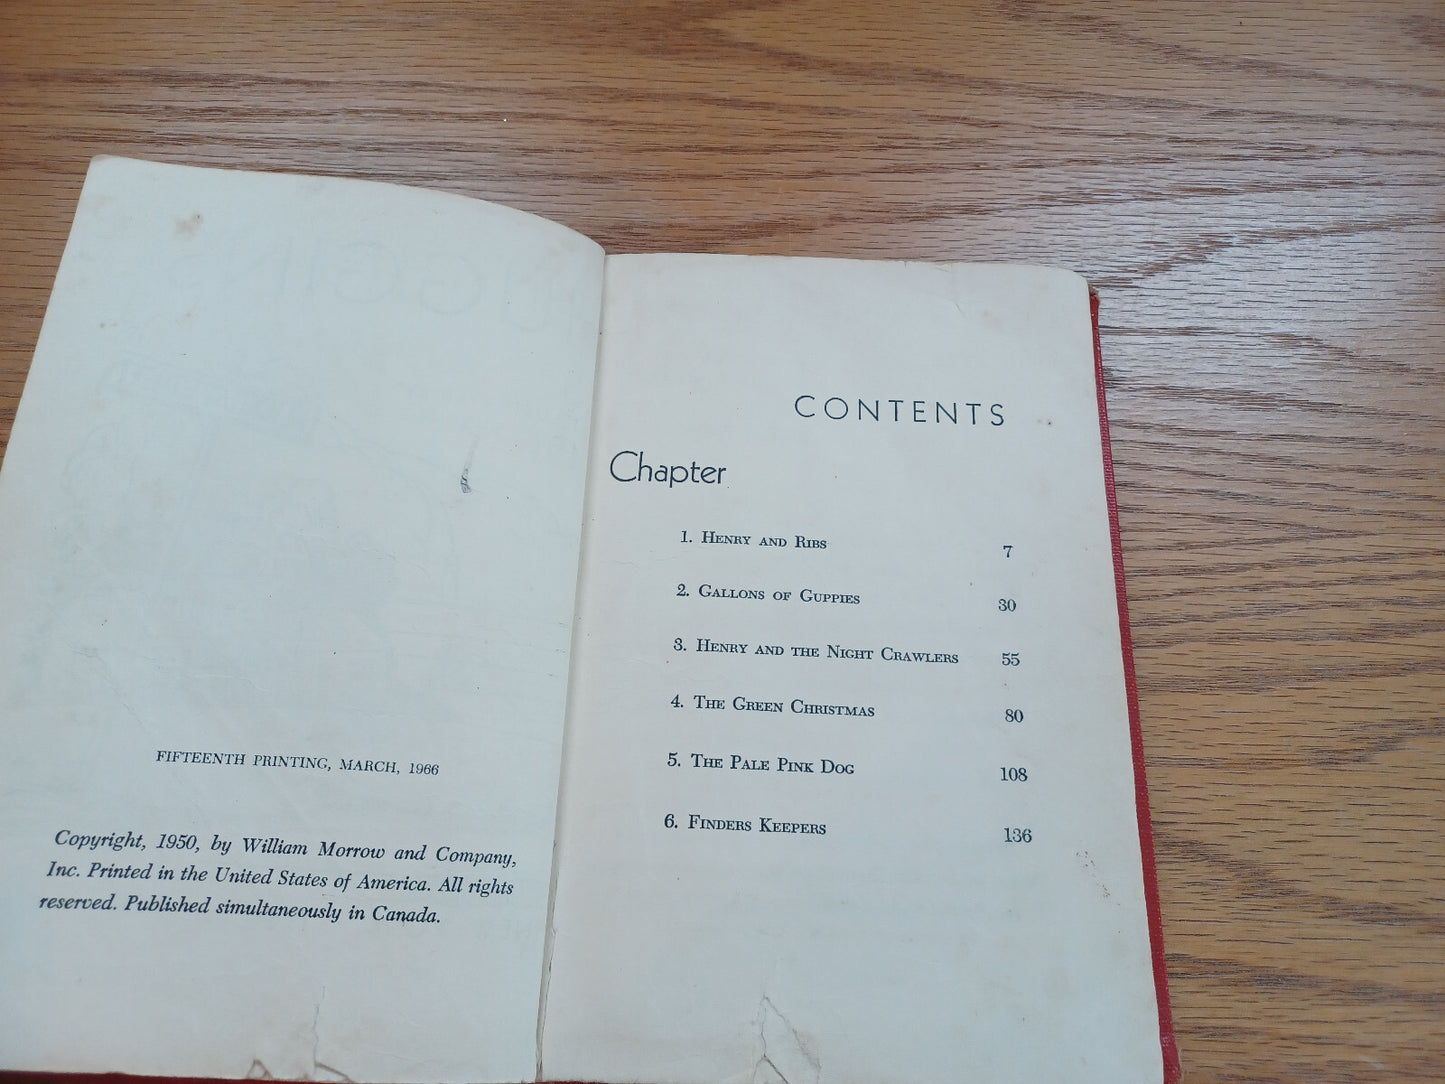 FIFTEENTH PRINTING, MARCH, 1966
Copyright, 1950, by William Morrow and Company,
Inc. Printed in the United States of America. All rights
reserved. Published simultaneously in Canada.
CONTENTS
Chapter
1. HENRY AND RIBS 7
2. GALLONS OF GUPPIES 30
3. HENRY AND THE NIGHT CRAWLERS 55
4. THE GREEN CHRISTMAS 80
5. THE PALE PINK DOG 108
6. FINDERS KEEPERS 136